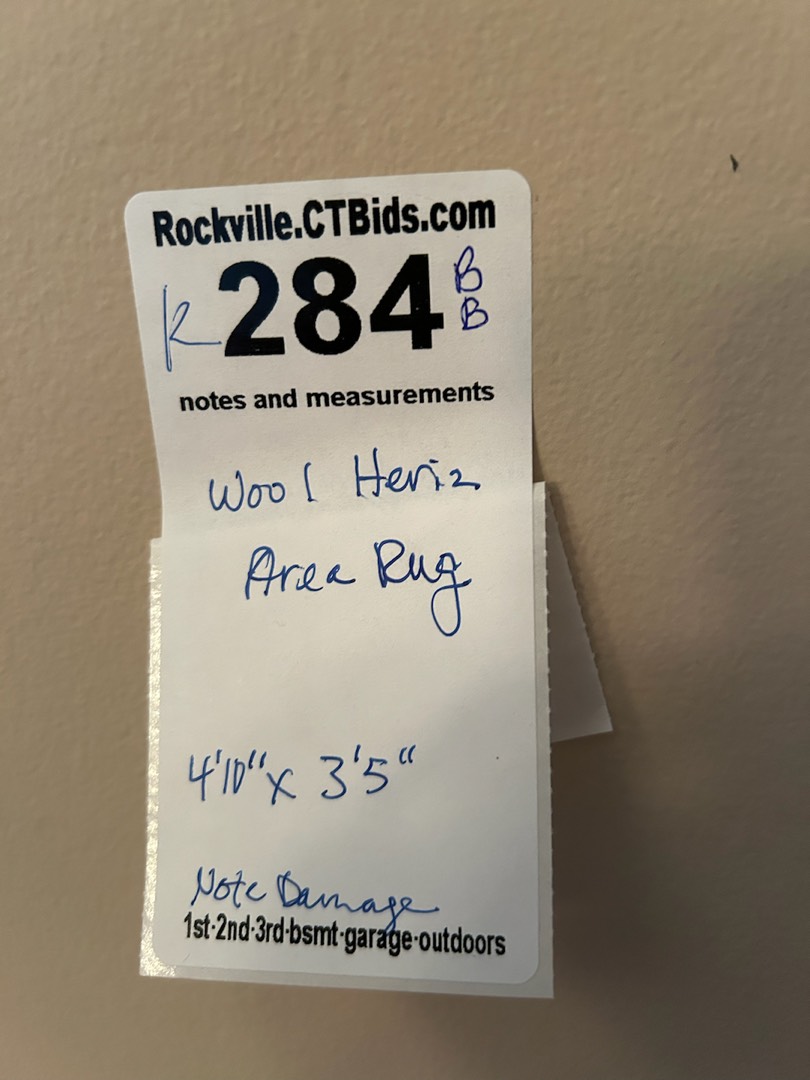 Rockville.CTBids.com
R 284 B
B
notes and measurements
Wool Heriz
Area Rug
4'10" x 3'5"
Note Damage
1st·2nd·3rd·bsmt·garage·outdoors